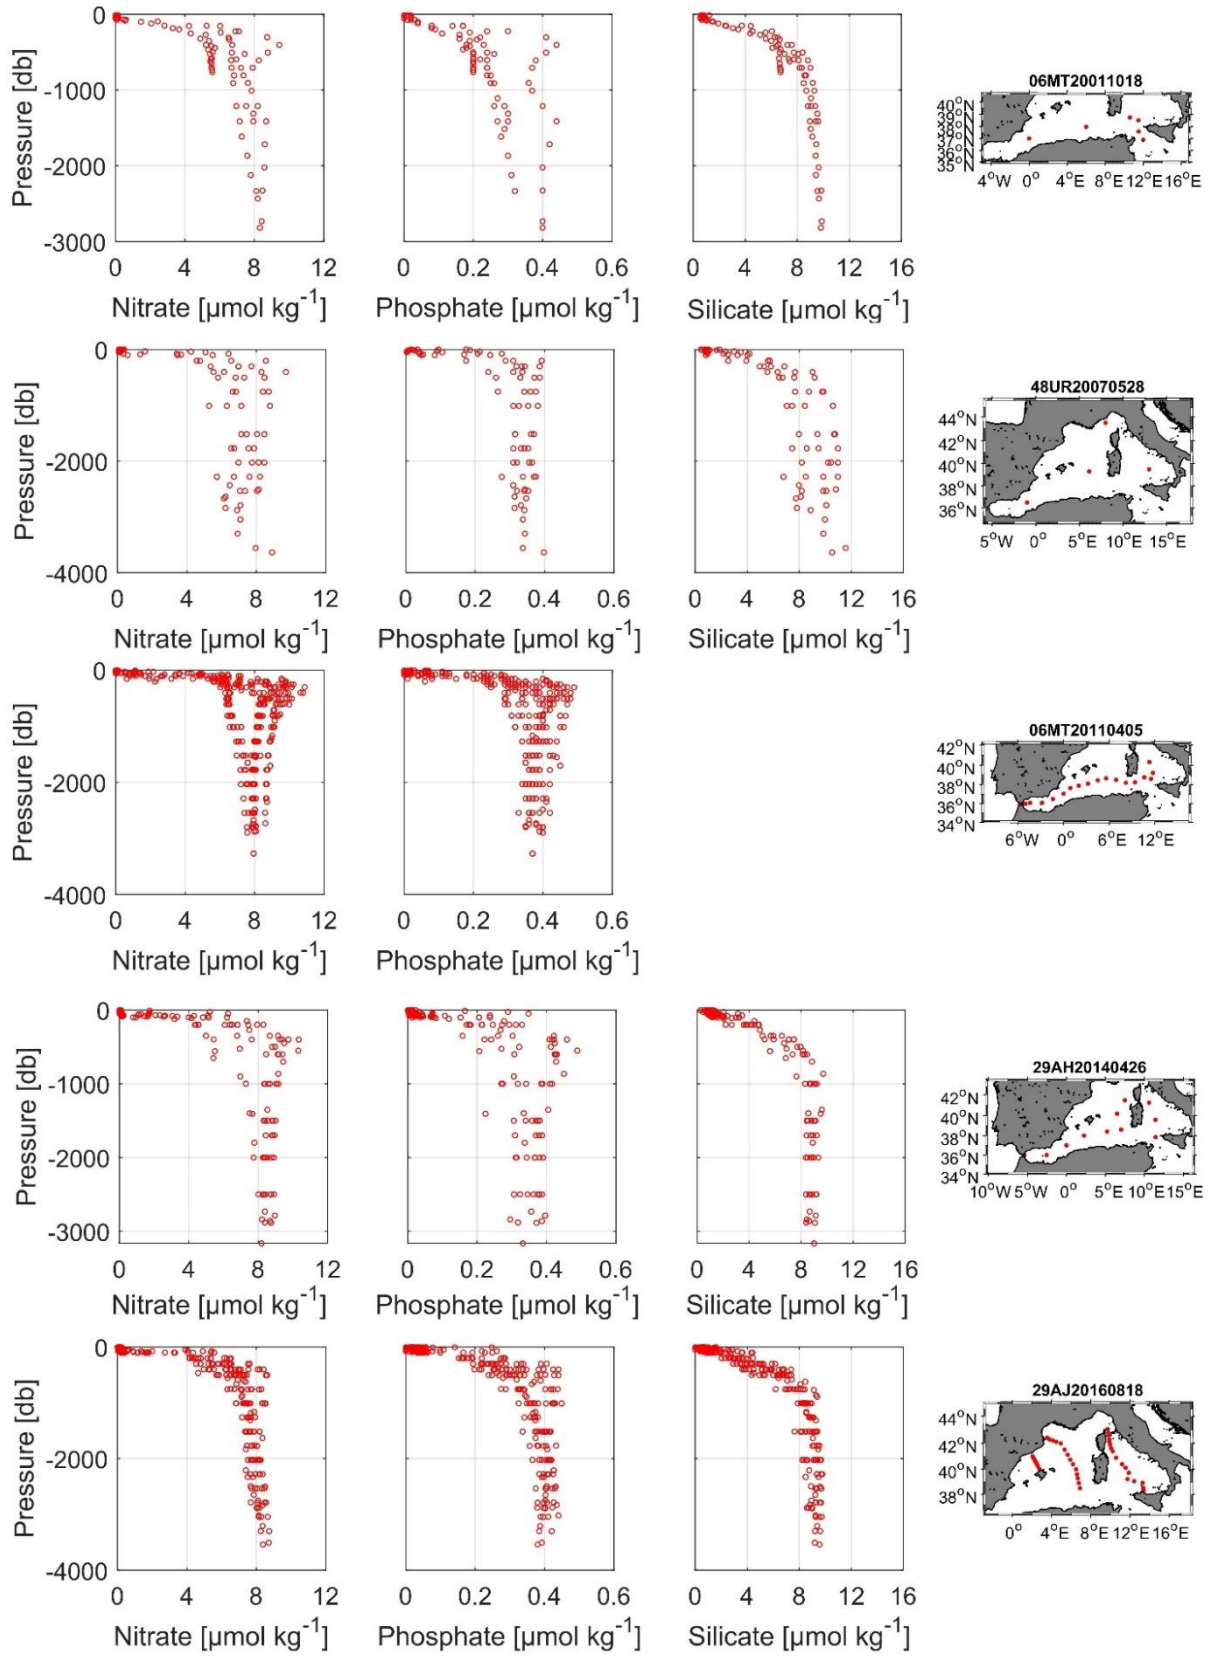 0
-1000
-2000
-3000
Pressure [db]
0 4 8 12
Nitrate [µmol kg⁻¹]
0 0.2 0.4 0.6
Phosphate [µmol kg⁻¹]
0 4 8 12 16
Silicate [µmol kg⁻¹]
06MT20011018
40°N
39°N
38°N
37°N
36°N
35°N
4°W 0° 4°E 8°E 12°E 16°E
0
-2000
-4000
Pressure [db]
0 4 8 12
Nitrate [µmol kg⁻¹]
0 0.2 0.4 0.6
Phosphate [µmol kg⁻¹]
0 4 8 12 16
Silicate [µmol kg⁻¹]
48UR20070528
44°N
42°N
40°N
38°N
36°N
5°W 0° 5°E 10°E 15°E
0
-2000
-4000
Pressure [db]
0 4 8 12
Nitrate [µmol kg⁻¹]
0 0.2 0.4 0.6
Phosphate [µmol kg⁻¹]
06MT20110405
42°N
40°N
38°N
36°N
34°N
6°W 0° 6°E 12°E
0
-1000
-2000
-3000
Pressure [db]
0 4 8 12
Nitrate [µmol kg⁻¹]
0 0.2 0.4 0.6
Phosphate [µmol kg⁻¹]
0 4 8 12 16
Silicate [µmol kg⁻¹]
29AH20140426
42°N
40°N
38°N
36°N
34°N
10°W 5°W 0° 5°E 10°E 15°E
0
-2000
-4000
Pressure [db]
0 4 8 12
Nitrate [µmol kg⁻¹]
0 0.2 0.4 0.6
Phosphate [µmol kg⁻¹]
0 4 8 12 16
Silicate [µmol kg⁻¹]
29AJ20160818
44°N
42°N
40°N
38°N
0° 4°E 8°E 12°E 16°E